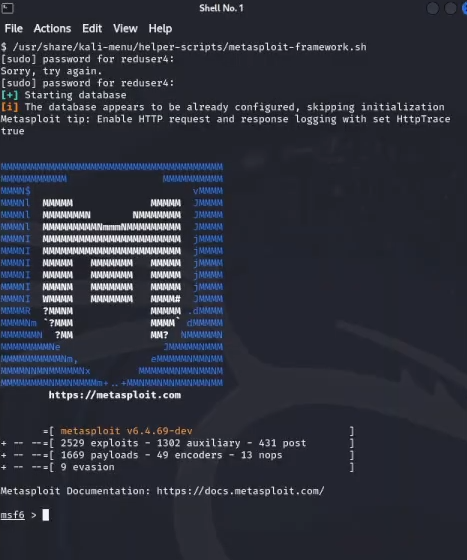 Shell No. 1
File Actions Edit View Help
$ /usr/share/kali-menu/helper-scripts/metasploit-framework.sh
[sudo] password for reduser4:
Sorry, try again.
[sudo] password for reduser4:
[+] Starting database
[i] The database appears to be already configured, skipping initialization
Metasploit tip: Enable HTTP request and response logging with set HttpTrace
true
https://metasploit.com
=[ metasploit v6.4.69-dev ]
+ -- --=[ 2529 exploits - 1302 auxiliary - 431 post ]
+ -- --=[ 1669 payloads - 49 encoders - 13 nops ]
+ -- --=[ 9 evasion ]
Metasploit Documentation: https://docs.metasploit.com/
msf6 >